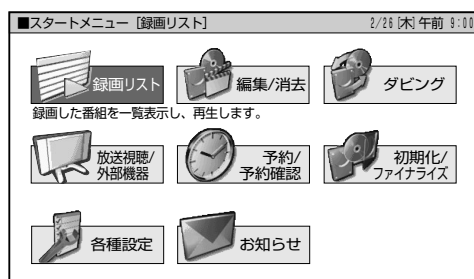 ■スタートメニュー［録画リスト］ 2/26[木]午前 9:00
録画リスト 編集/消去 ダビング
録画した番組を一覧表示し、再生します。
放送視聴/ 予約/ 初期化/
外部機器 予約確認 ファイナライズ
各種設定 お知らせ